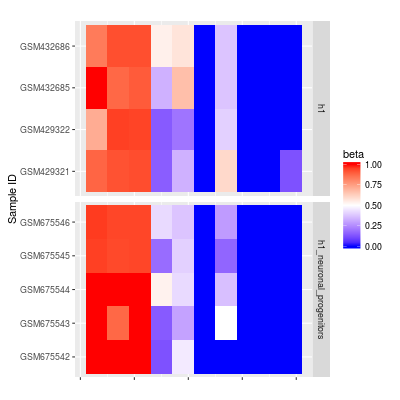 GSM432686
GSM432685
GSM429322
GSM429321
h1
GSM675546
GSM675545
GSM675544
GSM675543
GSM675542
h1_neuronal_progenitors
Sample ID
beta
1.00
0.75
0.50
0.25
0.00